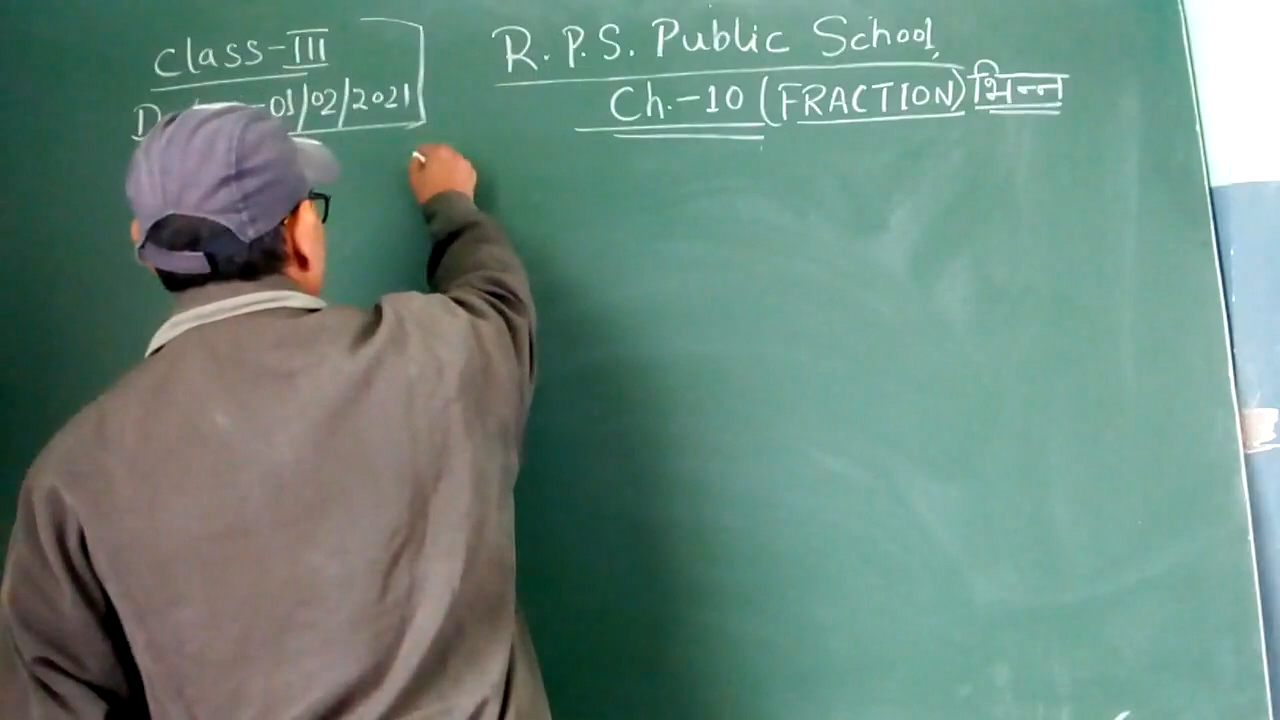 Class-III
R.P.S. Public School
01/02/2021
Ch.-10 (FRACTION) भिन्न